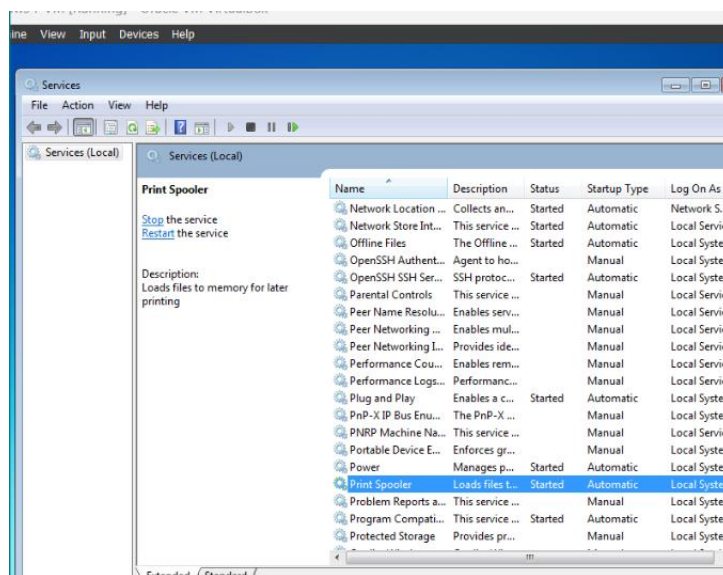 ine View Input Devices Help
Services
File Action View Help
Services (Local)
Services (Local)
Print Spooler
Stop the service
Restart the service
Description:
Loads files to memory for later
printing
Name Description Status Startup Type Log On As
Network Location ... Collects an... Started Automatic Network S.
Network Store Int... This service ... Started Automatic Local Servi
Offline Files The Offline ... Started Automatic Local Syste
OpenSSH Authent... Agent to ho... Manual Local Syste
OpenSSH SSH Ser... SSH protoc... Started Automatic Local Syste
Parental Controls This service ... Manual Local Servi
Peer Name Resolu... Enables serv... Manual Local Servi
Peer Networking ... Enables mul... Manual Local Servi
Peer Networking I... Provides ide... Manual Local Servi
Performance Cou... Enables rem... Manual Local Servi
Performance Logs... Performanc... Manual Local Servi
Plug and Play Enables a c... Started Automatic Local Syste
PnP-X IP Bus Enu... The PnP-X ... Manual Local Syste
PNRP Machine Na... This service ... Manual Local Servi
Portable Device E... Enforces gr... Manual Local Syste
Power Manages p... Started Automatic Local Syste
Print Spooler Loads files t... Started Automatic Local Syste
Problem Reports a... This service ... Manual Local Syste
Program Compati... This service ... Started Automatic Local Syste
Protected Storage Provides pr... Manual Local Syste
Extended Standard